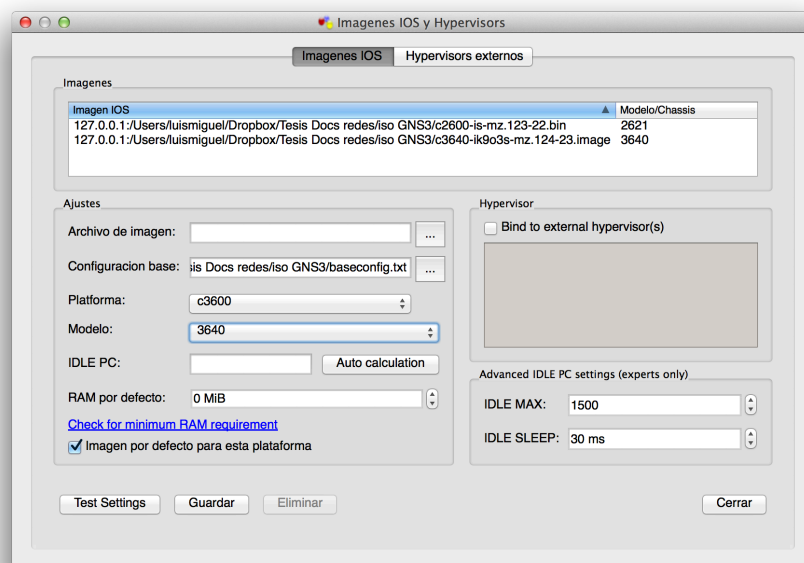 Imagenes IOS y Hypervisors
Imagenes IOS
Hypervisors externos
Imagenes
Imagen IOS
Modelo/Chassis
127.0.0.1:/Users/luismiguel/Dropbox/Tesis Docs redes/iso GNS3/c2600-is-mz.123-22.bin
2621
127.0.0.1:/Users/luismiguel/Dropbox/Tesis Docs redes/iso GNS3/c3640-ik9o3s-mz.124-23.image
3640
Ajustes
Archivo de imagen:
...
Configuracion base:
sis Docs redes/iso GNS3/baseconfig.txt
...
Platforma:
c3600
Modelo:
3640
IDLE PC:
Auto calculation
RAM por defecto:
0 MiB
Check for minimum RAM requirement
Imagen por defecto para esta plataforma
Hypervisor
Bind to external hypervisor(s)
Advanced IDLE PC settings (experts only)
IDLE MAX:
1500
IDLE SLEEP:
30 ms
Test Settings
Guardar
Eliminar
Cerrar